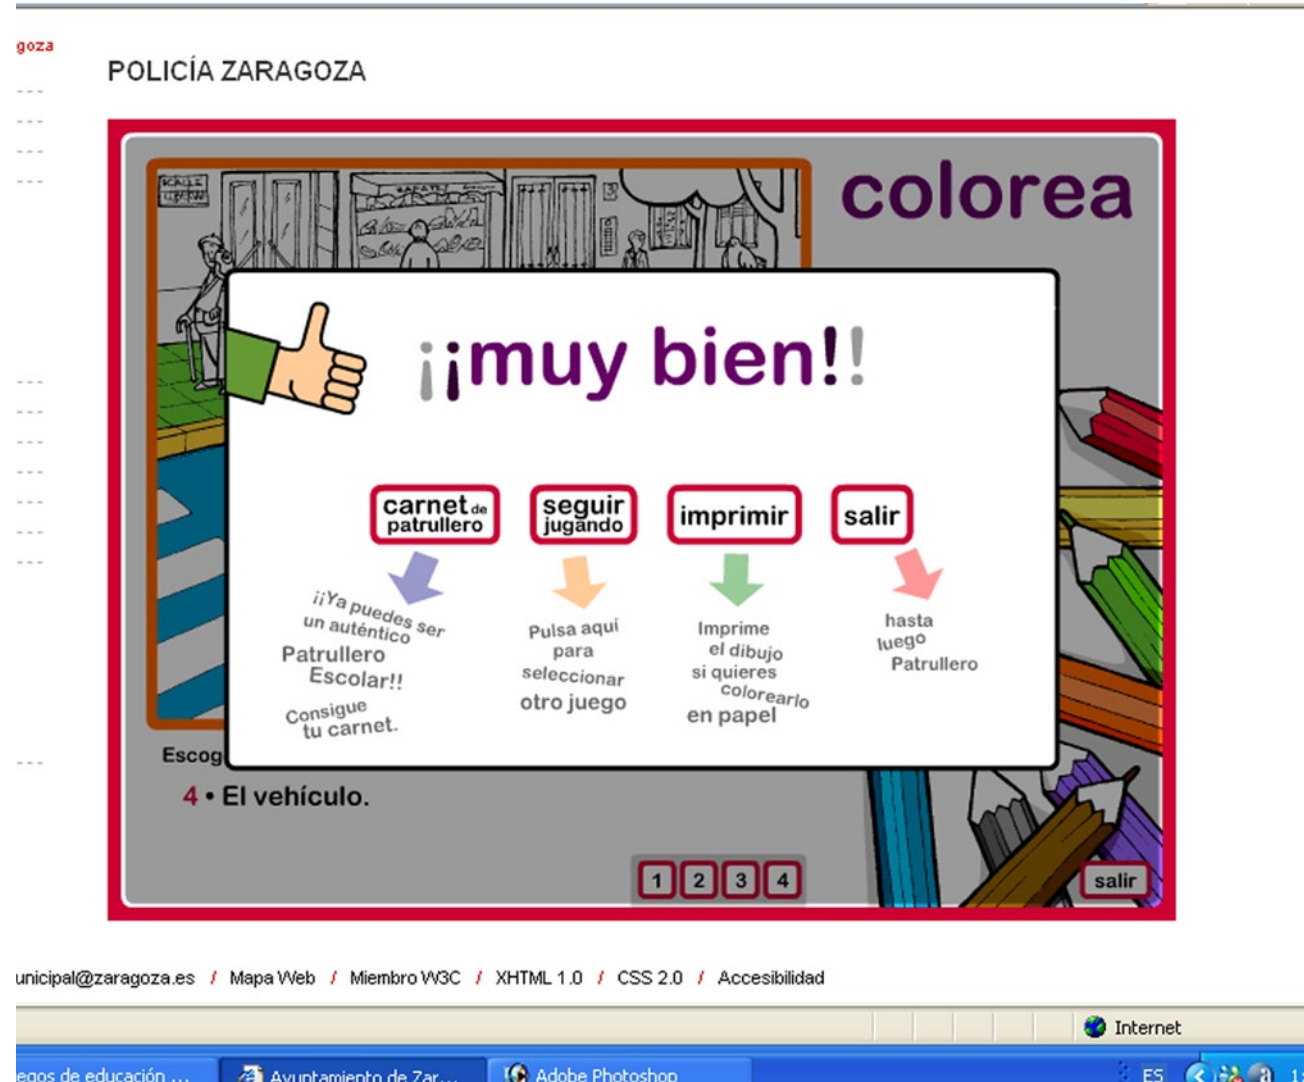 goza
POLICÍA ZARAGOZA
colorea
CALLE
¡¡muy bien!!
carnet de
patrullero
seguir
jugando
imprimir
salir
¡¡Ya puedes ser
un auténtico
Patrullero
Escolar!!
Consigue
tu carnet.
Pulsa aquí
para
seleccionar
otro juego
Imprime
el dibujo
si quieres
colorearlo
en papel
hasta
luego
Patrullero
Escog
4 • El vehículo.
1 2 3 4
salir
unicipal@zaragoza.es / Mapa Web / Miembro W3C / XHTML 1.0 / CSS 2.0 / Accesibilidad
Internet
egos de educación ...
Ayuntamiento de Zar...
Adobe Photoshop
ES